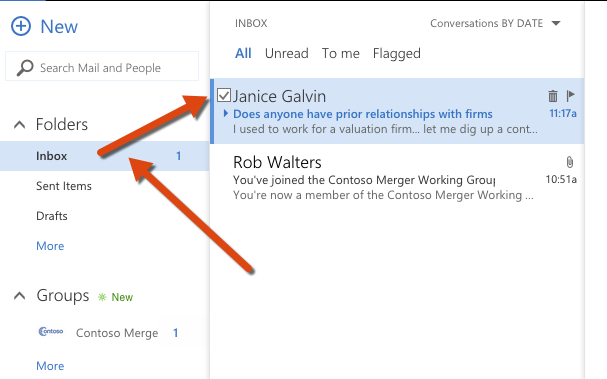 New
Search Mail and People
Folders
Inbox 1
Sent Items
Drafts
More
Groups New
Contoso Contoso Merge 1
More
INBOX Conversations BY DATE
All Unread To me Flagged
Janice Galvin
Does anyone have prior relationships with firms 11:17a
I used to work for a valuation firm... let me dig up a cont...
Rob Walters
You've joined the Contoso Merger Working Group 10:51a
You're now a member of the Contoso Merger Working ...